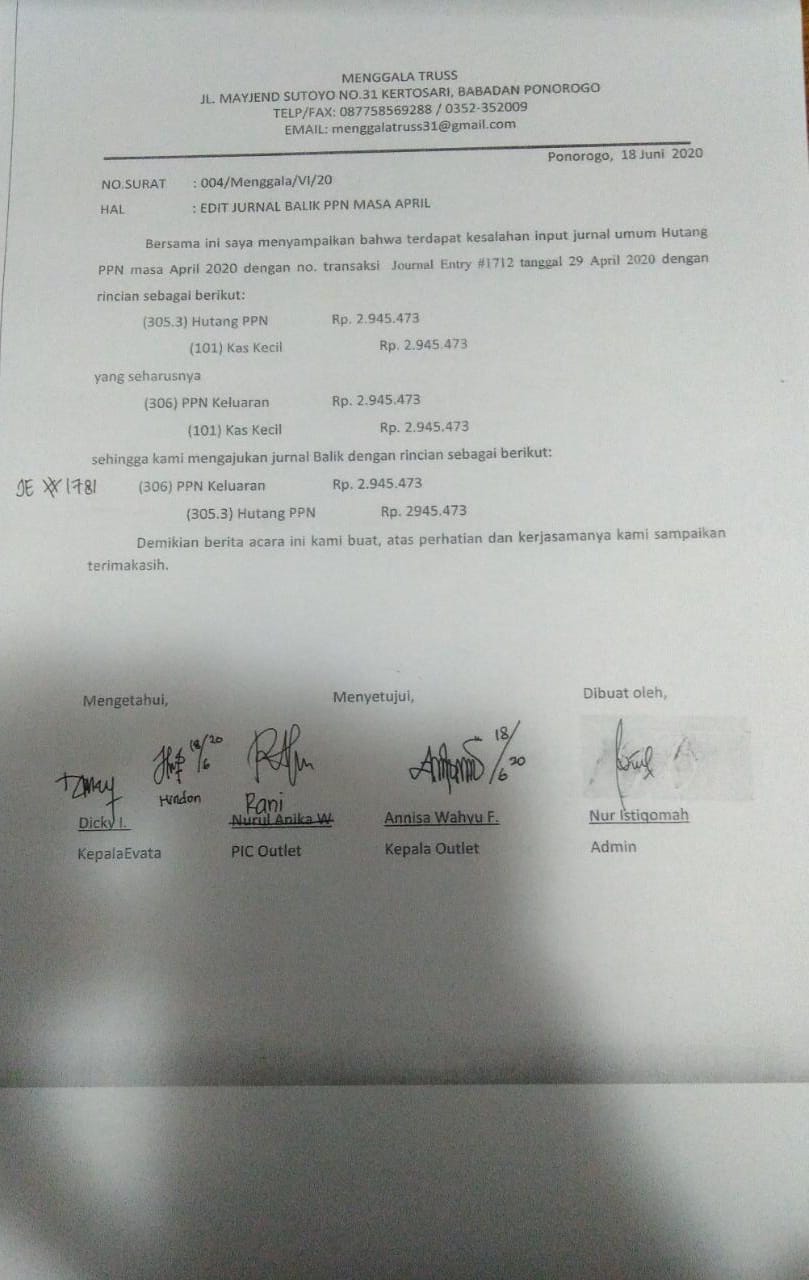 MENGGALA TRUSS
JL. MAYJEND SUTOYO NO.31 KERTOSARI, BABADAN PONOROGO
TELP/FAX: 087758569288 / 0352-352009
EMAIL: menggalatruss31@gmail.com
Ponorogo, 18 Juni 2020
NO.SURAT : 004/Menggala/VI/20
HAL : EDIT JURNAL BALIK PPN MASA APRIL
Bersama ini saya menyampaikan bahwa terdapat kesalahan input jurnal umum Hutang
PPN masa April 2020 dengan no. transaksi Journal Entry #1712 tanggal 29 April 2020 dengan
rincian sebagai berikut:
(305.3) Hutang PPN Rp. 2.945.473
(101) Kas Kecil Rp. 2.945.473
yang seharusnya
(306) PPN Keluaran Rp. 2.945.473
(101) Kas Kecil Rp. 2.945.473
sehingga kami mengajukan jurnal Balik dengan rincian sebagai berikut:
JE # 1781 (306) PPN Keluaran Rp. 2.945.473
(305.3) Hutang PPN Rp. 2945.473
Demikian berita acara ini kami buat, atas perhatian dan kerjasamanya kami sampaikan
terimakasih.
Mengetahui, Menyetujui, Dibuat oleh,
18/6 20 18/6 20
Rani
Dicky I. Nurul Anika W. Annisa Wahyu F. Nur Istiqomah
KepalaEvata PIC Outlet Kepala Outlet Admin